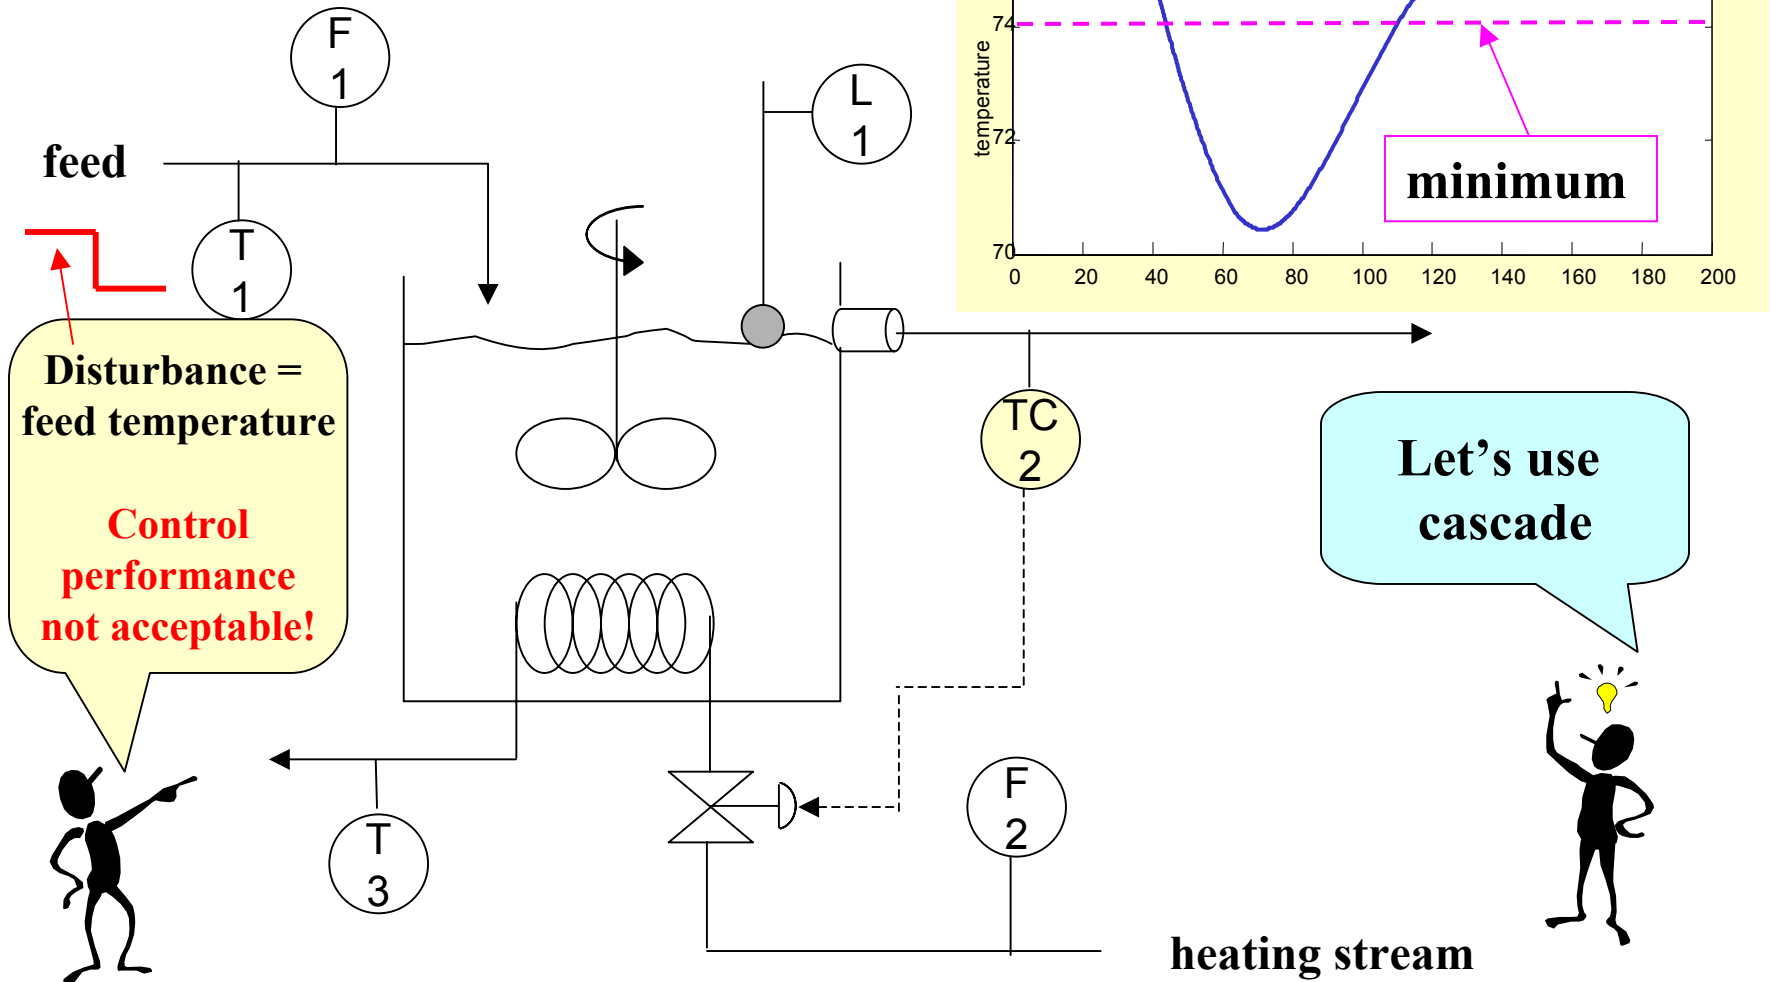 F
1
L
1
feed
T
1
74
72
70
temperature
minimum
0 20 40 60 80 100 120 140 160 180 200
Disturbance =
feed temperature
Control
performance
not acceptable!
TC
2
Let's use
cascade
T
3
F
2
heating stream